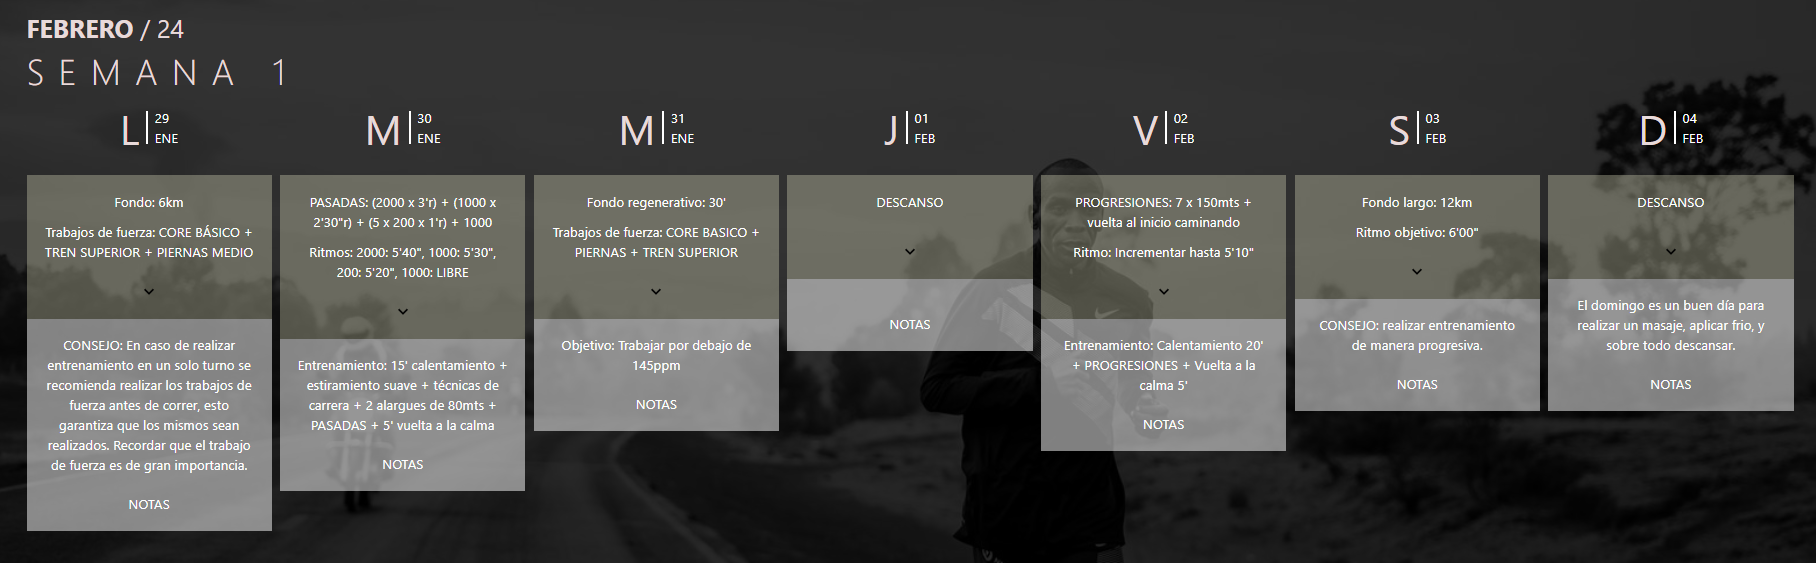 FEBRERO / 24
SEMANA 1
L 29 ENE
Fondo: 6km
Trabajos de fuerza: CORE BÁSICO +
TREN SUPERIOR + PIERNAS MEDIO
CONSEJO: En caso de realizar
entrenamiento en un solo turno se
recomienda realizar los trabajos de
fuerza antes de correr, esto
garantiza que los mismos sean
realizados. Recordar que el trabajo
de fuerza es de gran importancia.
NOTAS
M 30 ENE
PASADAS: (2000 x 3'r) + (1000 x
2'30"r) + (5 x 200 x 1'r) + 1000
Ritmos: 2000: 5'40", 1000: 5'30",
200: 5'20", 1000: LIBRE
Entrenamiento: 15' calentamiento +
estiramiento suave + técnicas de
carrera + 2 alargues de 80mts +
PASADAS + 5' vuelta a la calma
NOTAS
M 31 ENE
Fondo regenerativo: 30'
Trabajos de fuerza: CORE BASICO +
PIERNAS + TREN SUPERIOR
Objetivo: Trabajar por debajo de
145ppm
NOTAS
J 01 FEB
DESCANSO
NOTAS
V 02 FEB
PROGRESIONES: 7 x 150mts +
vuelta al inicio caminando
Ritmo: Incrementar hasta 5'10"
Entrenamiento: Calentamiento 20'
+ PROGRESIONES + Vuelta a la
calma 5'
NOTAS
S 03 FEB
Fondo largo: 12km
Ritmo objetivo: 6'00"
CONSEJO: realizar entrenamiento
de manera progresiva.
NOTAS
D 04 FEB
DESCANSO
El domingo es un buen día para
realizar un masaje, aplicar frio, y
sobre todo descansar.
NOTAS